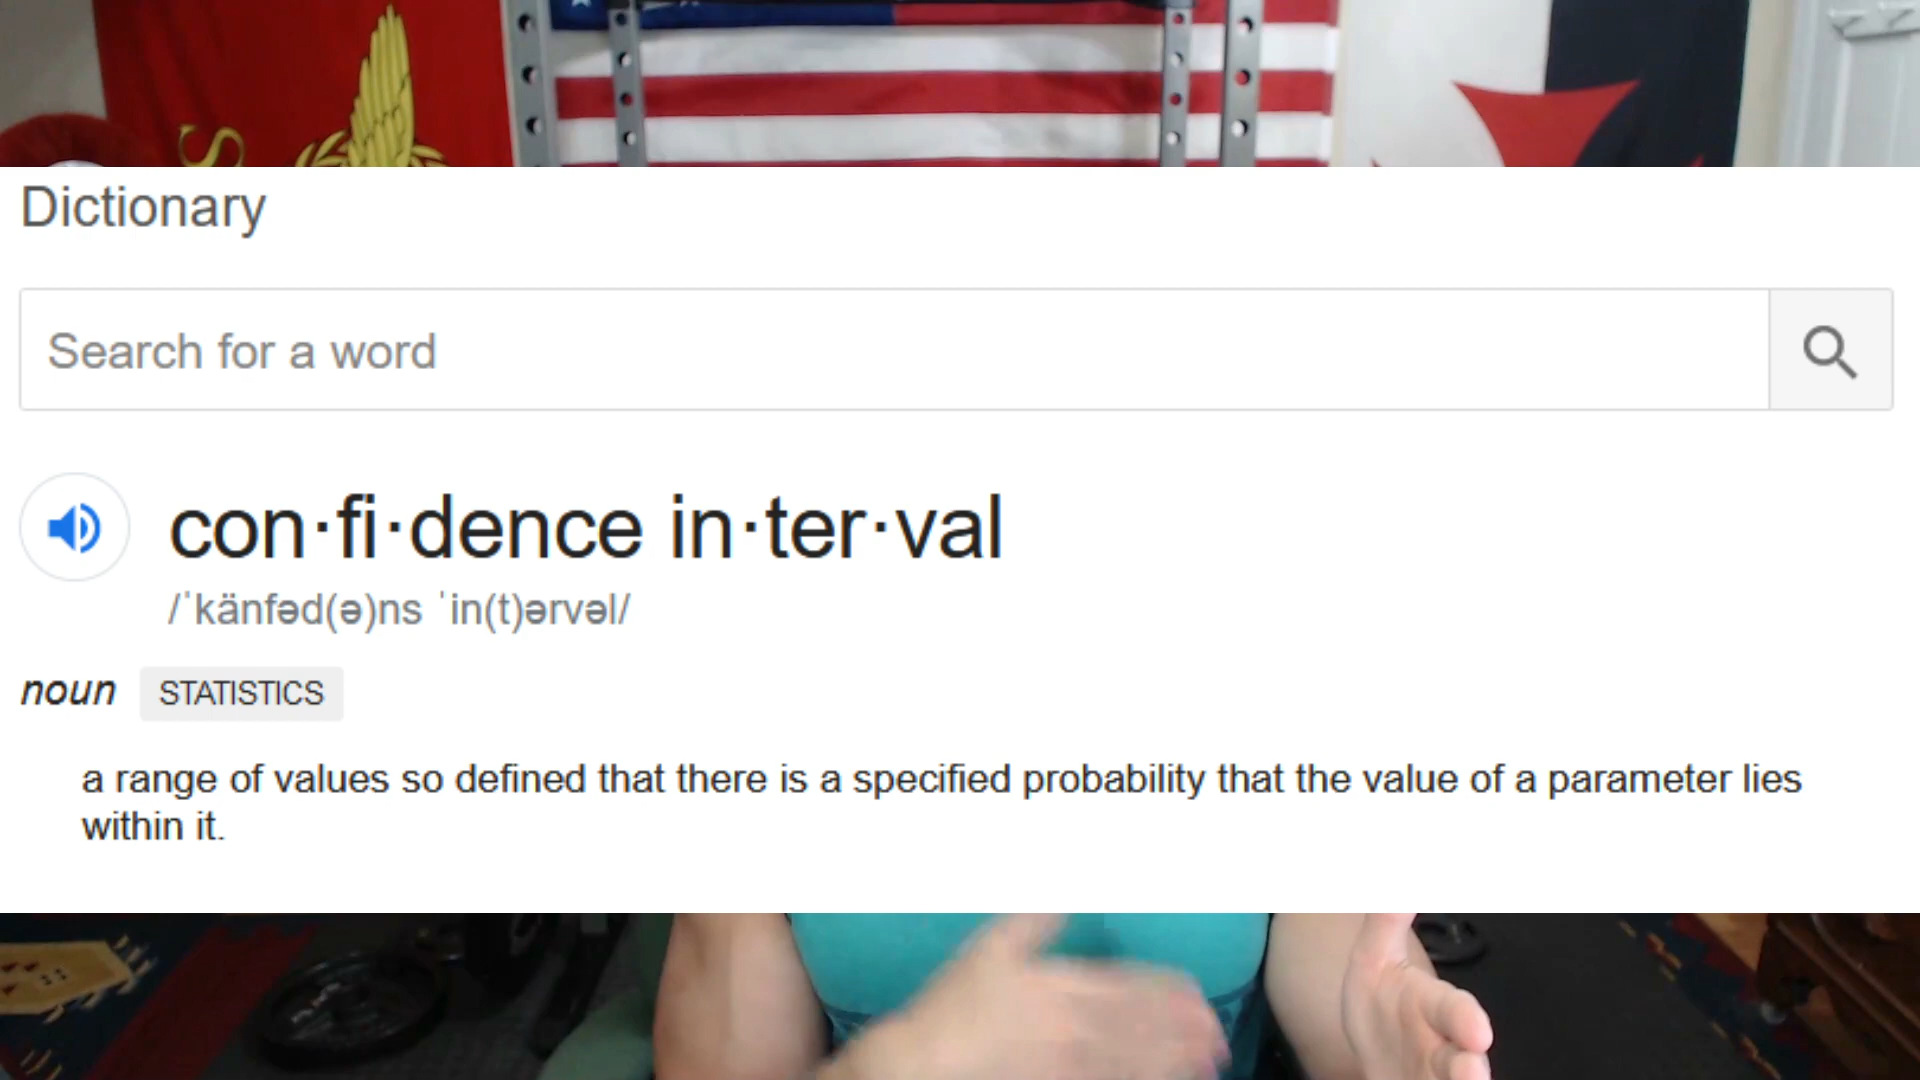 S
Dictionary
Search for a word
con·fi·dence in·ter·val
/ˈkänfəd(ə)ns ˈin(t)ərvəl/
noun STATISTICS
a range of values so defined that there is a specified probability that the value of a parameter lies
within it.